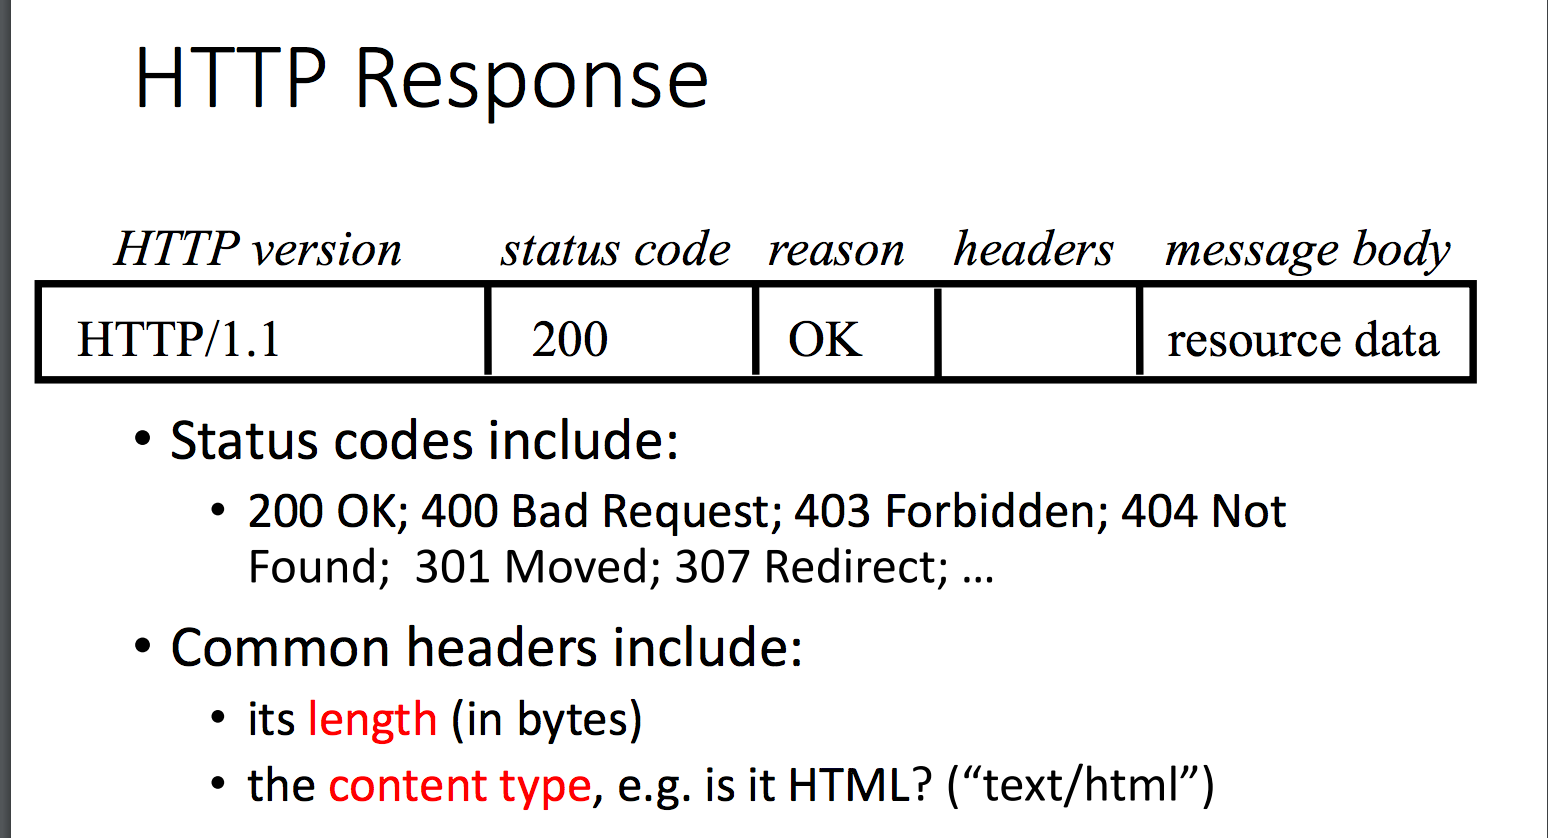 HTTP Response
HTTP version status code reason headers message body
HTTP/1.1 200 OK resource data
• Status codes include:
• 200 OK; 400 Bad Request; 403 Forbidden; 404 Not
Found;  301 Moved; 307 Redirect; …
• Common headers include:
• its length (in bytes)
• the content type, e.g. is it HTML? (“text/html”)